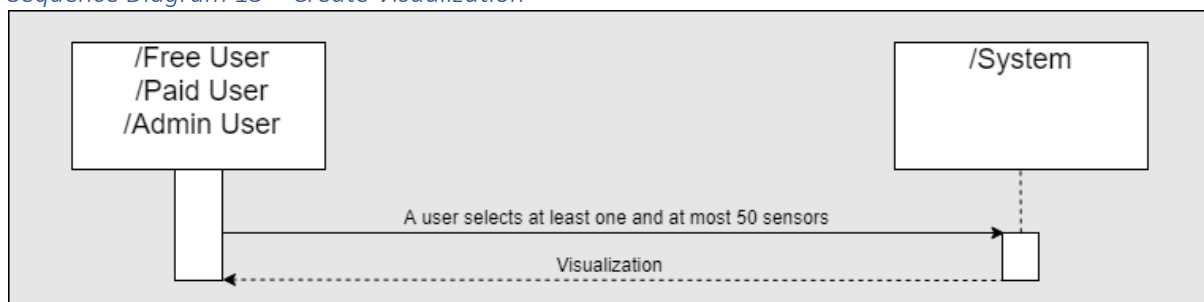 Sequence Diagram 15 – Create Visualization
/Free User
/Paid User
/Admin User
/System
A user selects at least one and at most 50 sensors
Visualization